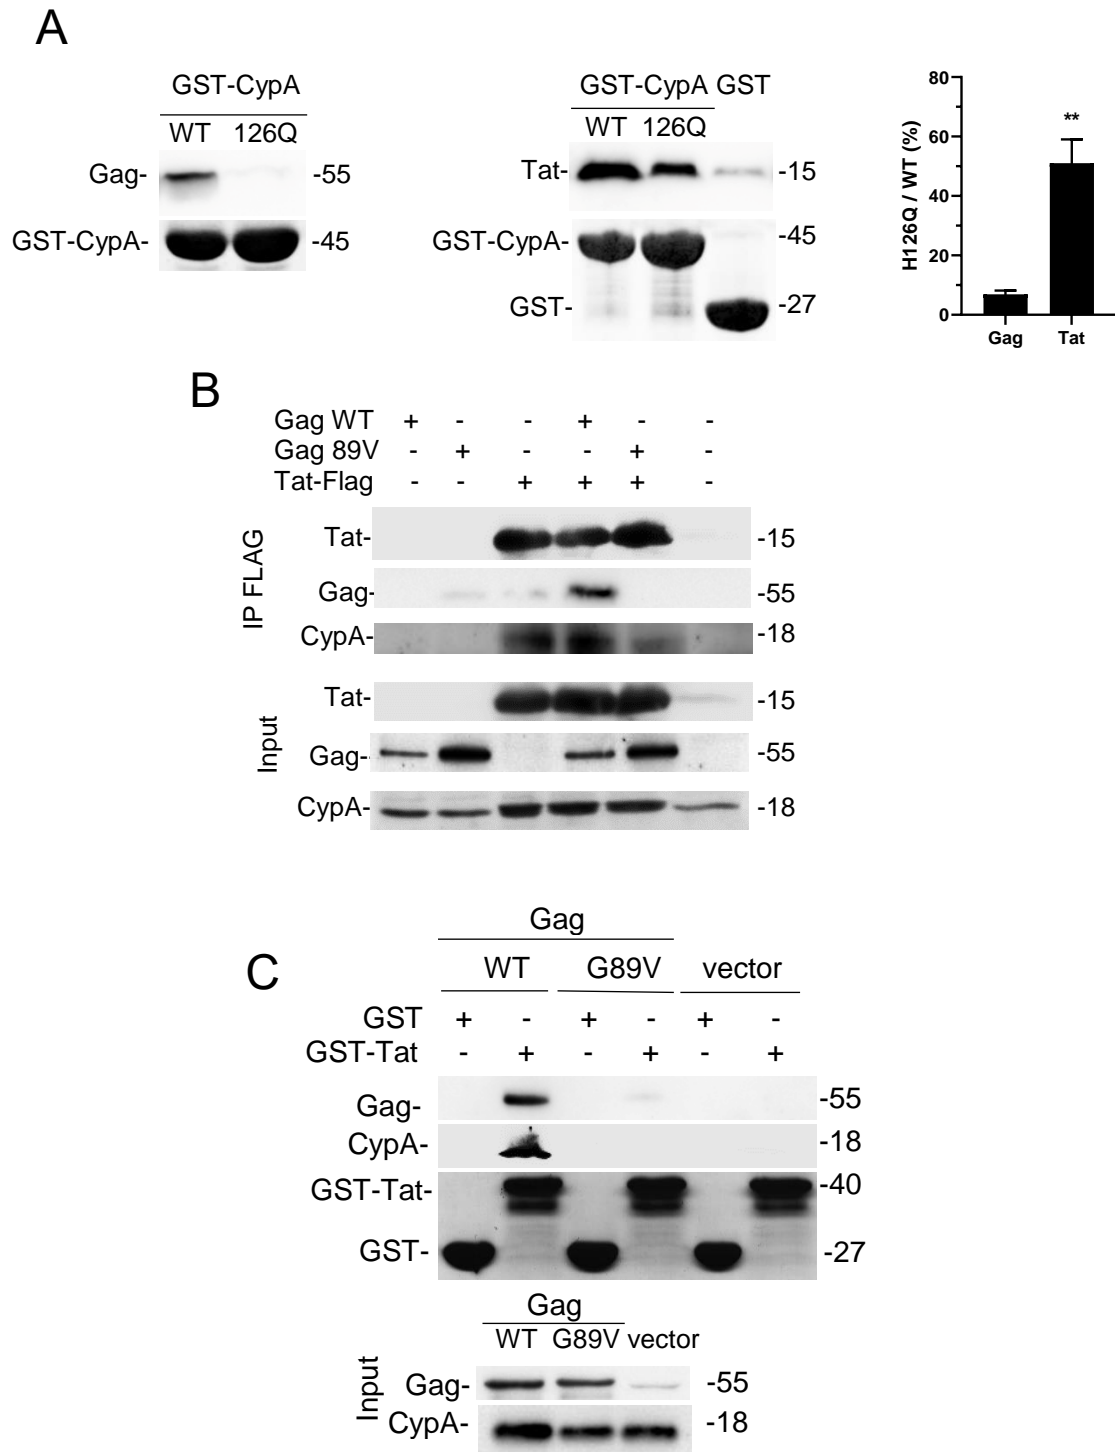 A
GST-CypA
WT 126Q
Gag- -55
GST-CypA- -45
GST-CypA GST
WT 126Q
Tat- -15
GST-CypA- -45
GST- -27
H126Q / WT (%)
80
60
40
20
0
**
Gag Tat
B
Gag WT + - - + - -
Gag 89V - + - - + -
Tat-Flag - - + + + -
IP FLAG
Tat- -15
Gag- -55
CypA- -18
Input
Tat- -15
Gag- -55
CypA- -18
C
Gag
WT G89V vector
GST + - + - + -
GST-Tat - + - + - +
Gag- -55
CypA- -18
GST-Tat- -40
GST- -27
Gag
WT G89V vector
Input
Gag- -55
CypA- -18